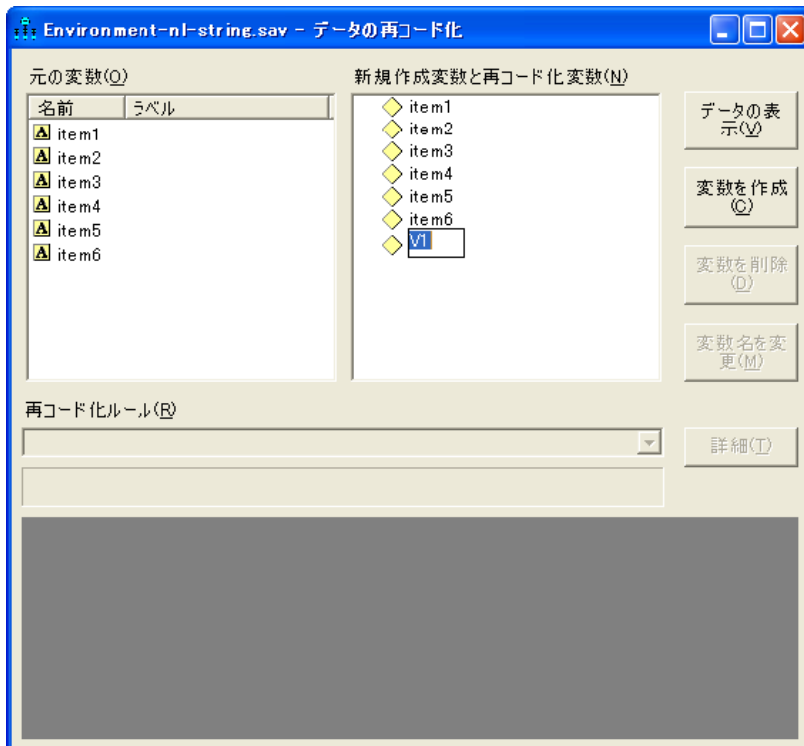 Environment-nl-string.sav - データの再コード化
元の変数(O)
名前 ラベル
item1
item2
item3
item4
item5
item6
新規作成変数と再コード化変数(N)
item1
item2
item3
item4
item5
item6
V1
データの表
示(V)
変数を作成
(C)
変数を削除
(D)
変数名を変
更(M)
再コード化ルール(R)
詳細(T)